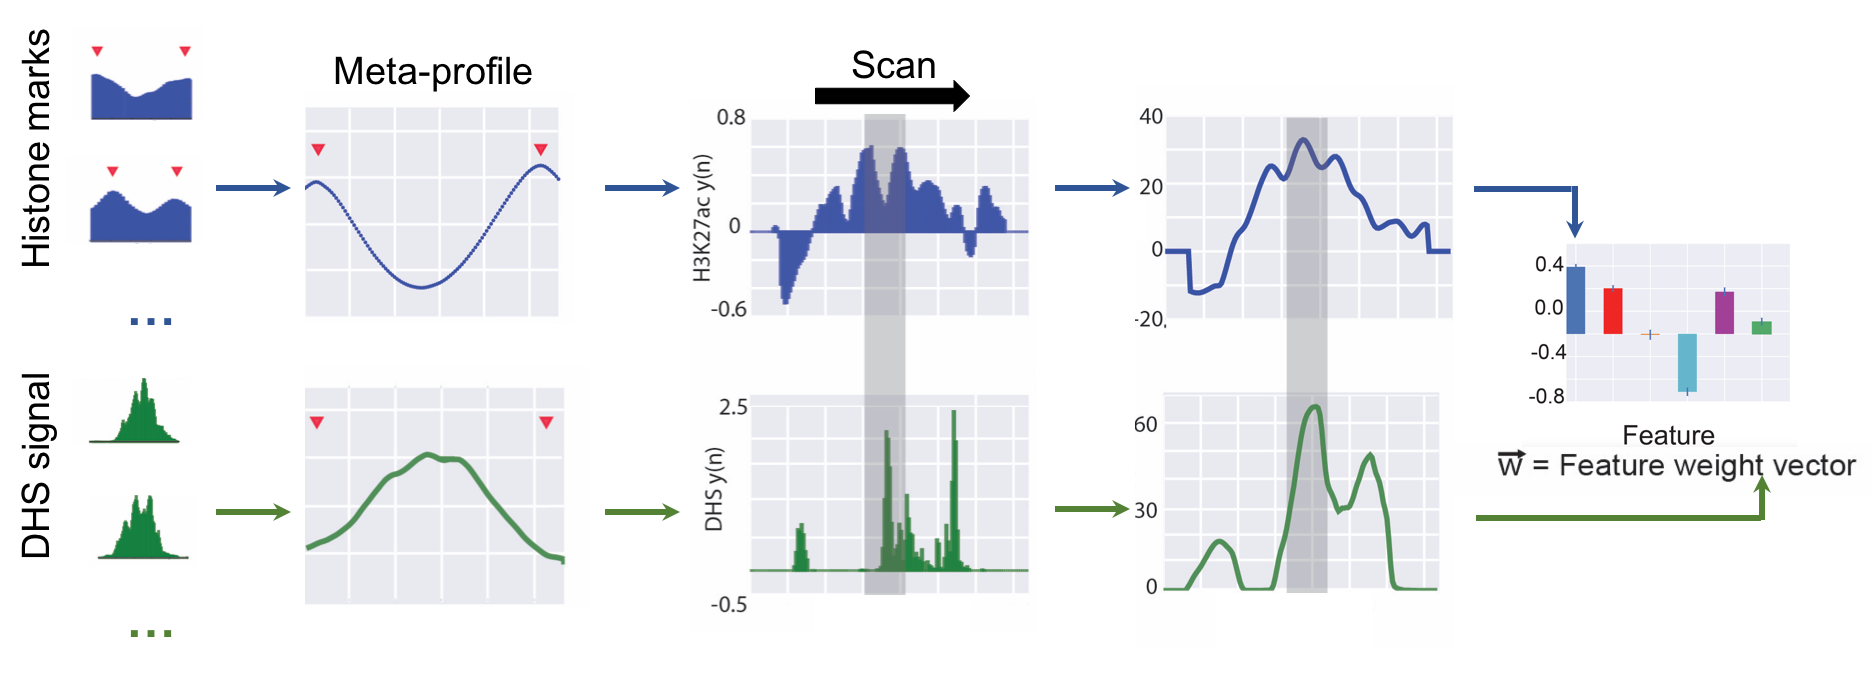 Histone marks
Meta-profile
Scan
H3K27ac y(n)
0.8
0
-0.6
40
20
0
-20
0.4
0.0
-0.4
-0.8
DHS signal
DHS y(n)
2.5
-0.5
60
30
0
Feature
w = Feature weight vector